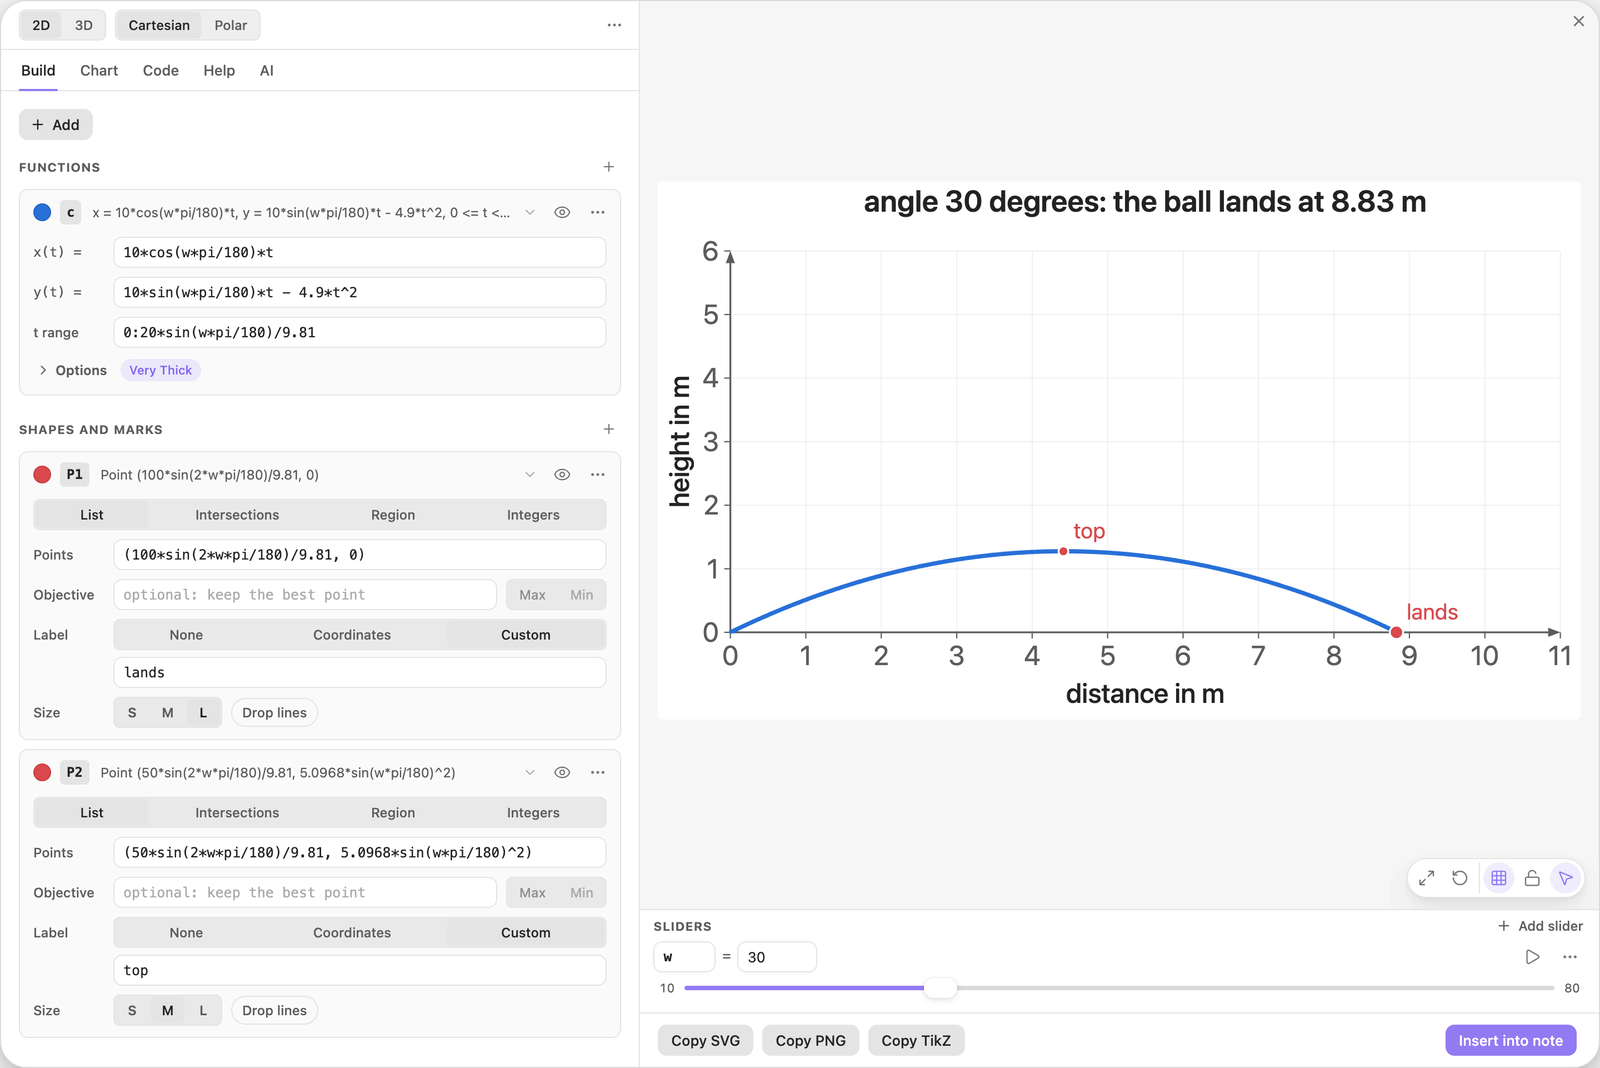 2D 3D Cartesian Polar
Build Chart Code Help AI
+ Add
FUNCTIONS
c x = 10*cos(w*pi/180)*t, y = 10*sin(w*pi/180)*t - 4.9*t^2, 0 <= t <...
x(t) = 10*cos(w*pi/180)*t
y(t) = 10*sin(w*pi/180)*t - 4.9*t^2
t range 0:20*sin(w*pi/180)/9.81
Options Very Thick
SHAPES AND MARKS
P1 Point (100*sin(2*w*pi/180)/9.81, 0)
List Intersections Region Integers
Points (100*sin(2*w*pi/180)/9.81, 0)
Objective optional: keep the best point Max Min
Label None Coordinates Custom
lands
Size S M L Drop lines
P2 Point (50*sin(2*w*pi/180)/9.81, 5.0968*sin(w*pi/180)^2)
List Intersections Region Integers
Points (50*sin(2*w*pi/180)/9.81, 5.0968*sin(w*pi/180)^2)
Objective optional: keep the best point Max Min
Label None Coordinates Custom
top
Size S M L Drop lines
angle 30 degrees: the ball lands at 8.83 m
height in m
6
5
4
3
2
1
0
top
lands
0 1 2 3 4 5 6 7 8 9 10 11
distance in m
SLIDERS + Add slider
w = 30
10 80
Copy SVG Copy PNG Copy TikZ Insert into note